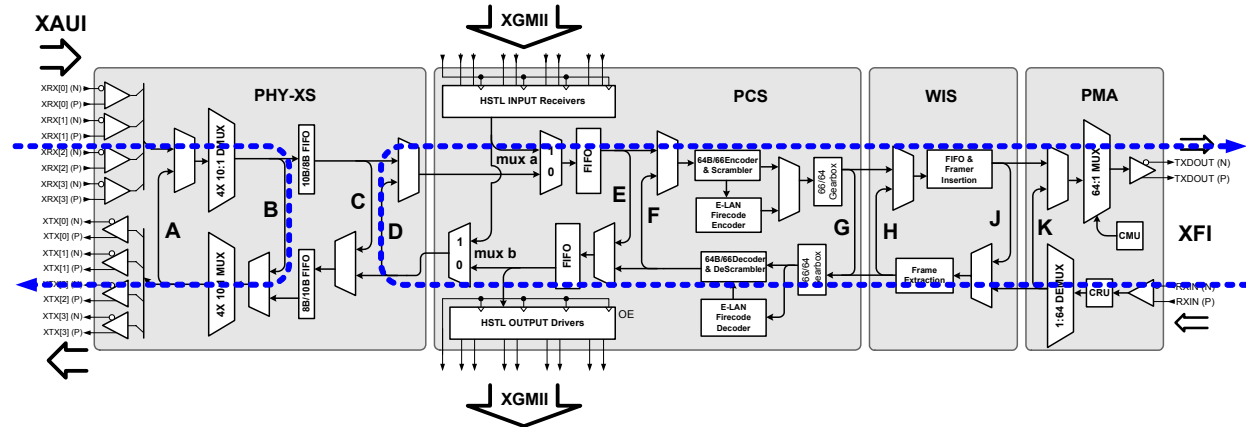 XAUI
XGMII
PHY-XS
PCS
WIS
PMA
XRX[0] (N)
XRX[0] (P)
XRX[1] (N)
XRX[1] (P)
XRX[2] (N)
XRX[2] (P)
XRX[3] (N)
XRX[3] (P)
4X 10:1 DMUX
10B/8B FIFO
HSTL INPUT Receivers
mux a
1
0
FIFO
64B/66Encoder
& Scrambler
E-LAN
Firecode
Encoder
66/64
Gearbox
FIFO &
Framer
Insertion
64:1 MUX
TXDOUT (N)
TXDOUT (P)
CMU
XFI
A
B
C
D
E
F
G
H
J
K
XTX[0] (N)
XTX[0] (P)
XTX[1] (N)
XTX[1] (P)
XTX[2] (P)
XTX[3] (N)
XTX[3] (P)
8B/10B FIFO
1
0
mux b
FIFO
64B/66Decoder
& DeScrambler
E-LAN
Firecode
Decoder
66/64
Gearbox
Frame
Extraction
1:64 DEMUX
CRU
RXIN (N)
RXIN (P)
HSTL OUTPUT Drivers
OE
XGMII